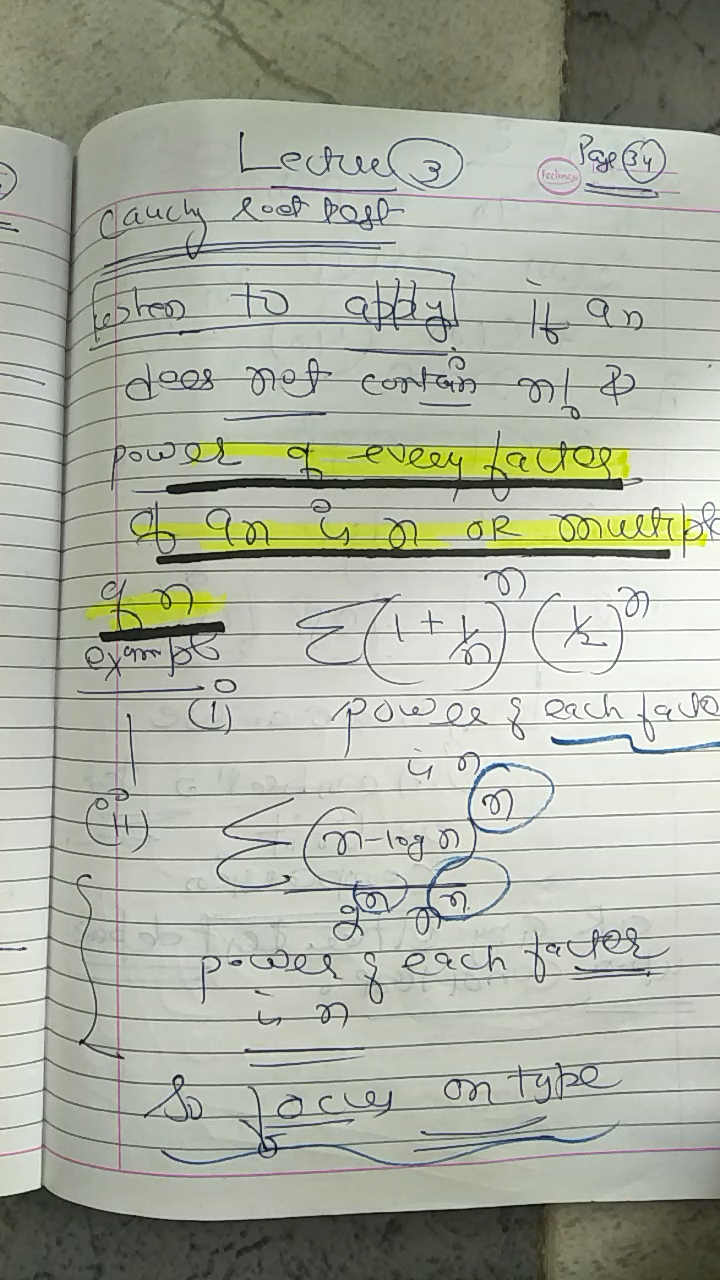 Lecture 3
Page 34
Cauchy root test
when to apply if an
does not contain n! &
power of every factor
of an is n OR multiple
of n
example
(i) Σ(1 + 1/n)^n (1/2)^n
power of each factor
is n
(ii) Σ (n - log n)^n / 2^n n^n
power of each factor
is n
So focus on type